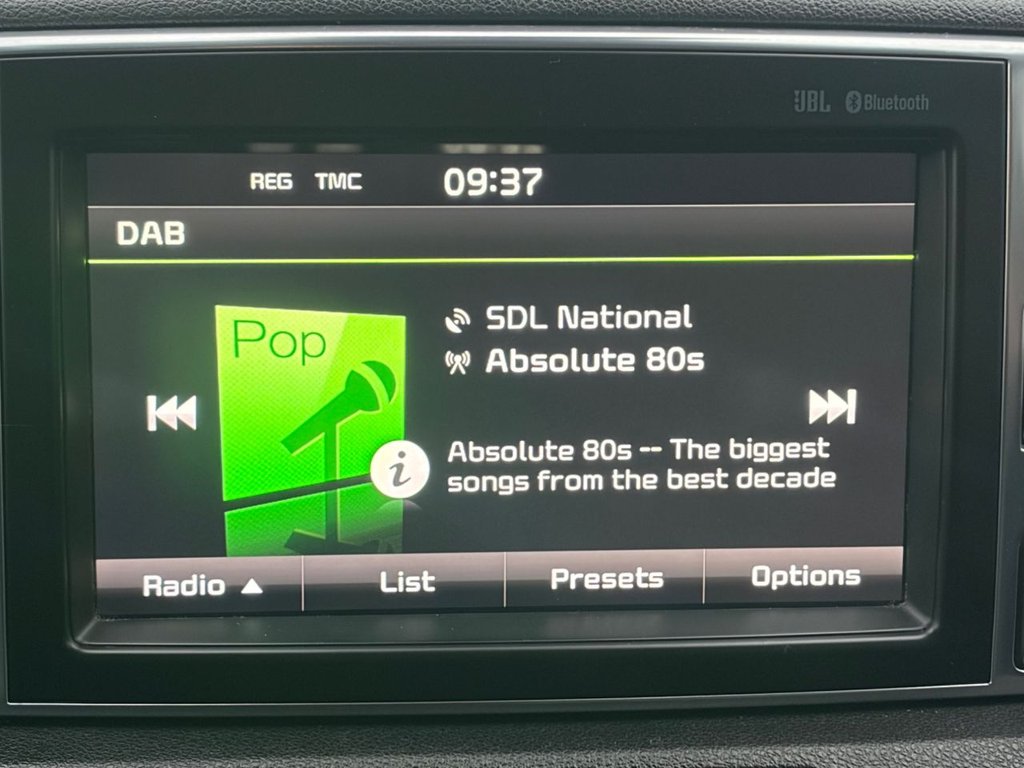 JBL Bluetooth
REG TMC 09:37
DAB
Pop
SDL National
Absolute 80s
i
Absolute 80s -- The biggest
songs from the best decade
Radio ▲ List Presets Options